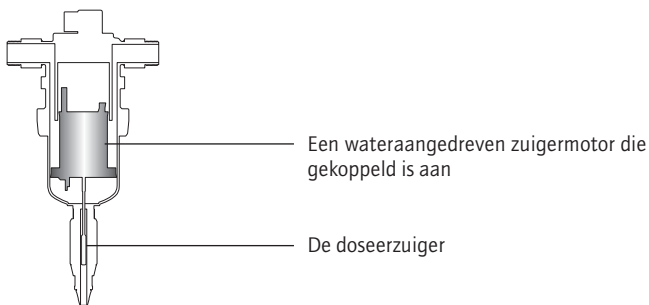 Een wateraangedreven zuigermotor die
gekoppeld is aan
De doseerzuiger